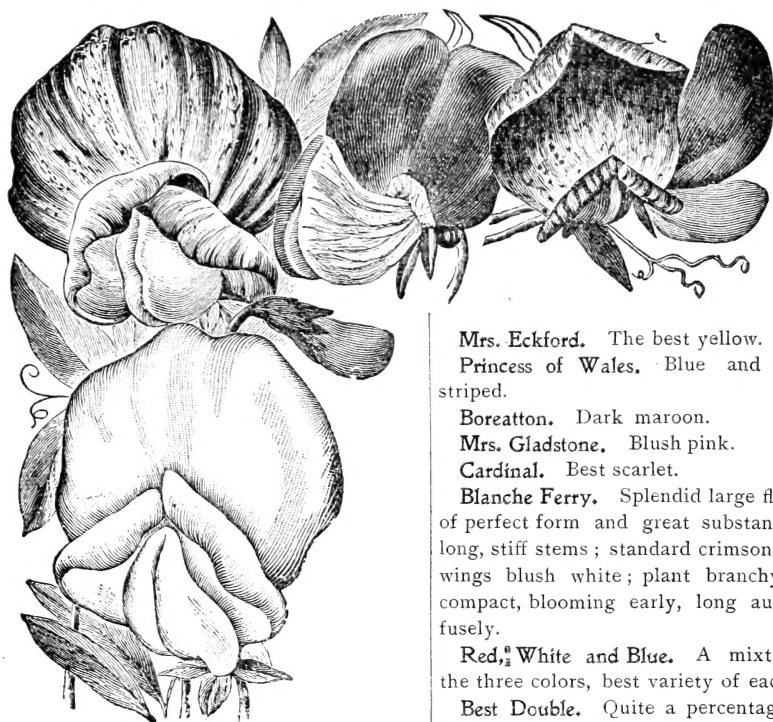 Mrs. Eckford. The best yellow.
Princess of Wales. Blue and
striped.
Boreatton. Dark maroon.
Mrs. Gladstone. Blush pink.
Cardinal. Best scarlet.
Blanche Ferry. Splendid large
of perfect form and great
long, stiff stems; standard crimson
wings blush white; plant
compact, blooming early, long
fusely.
Red, White and Blue. A
the three colors, best variety of
Best Double. Quite a